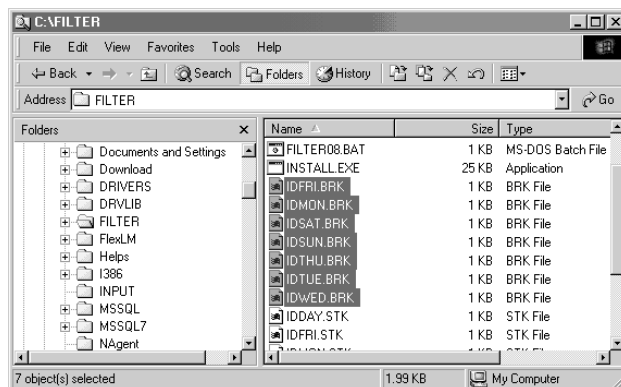 C:\FILTER
File Edit View Favorites Tools Help
Back Search Folders History
Address FILTER Go
Folders
Documents and Settings
Download
DRIVERS
DRVLIB
FILTER
FlexLM
Helps
I386
INPUT
MSSQL
MSSQL7
NAgent
Name Size Type
FILTER08.BAT 1 KB MS-DOS Batch File
INSTALL.EXE 25 KB Application
IDFRI.BRK 1 KB BRK File
IDMON.BRK 1 KB BRK File
IDSAT.BRK 1 KB BRK File
IDSUN.BRK 1 KB BRK File
IDTHU.BRK 1 KB BRK File
IDTUE.BRK 1 KB BRK File
IDWED.BRK 1 KB BRK File
IDDAY.STK 1 KB STK File
IDFRI.STK 1 KB STK File
7 object(s) selected 1.99 KB My Computer